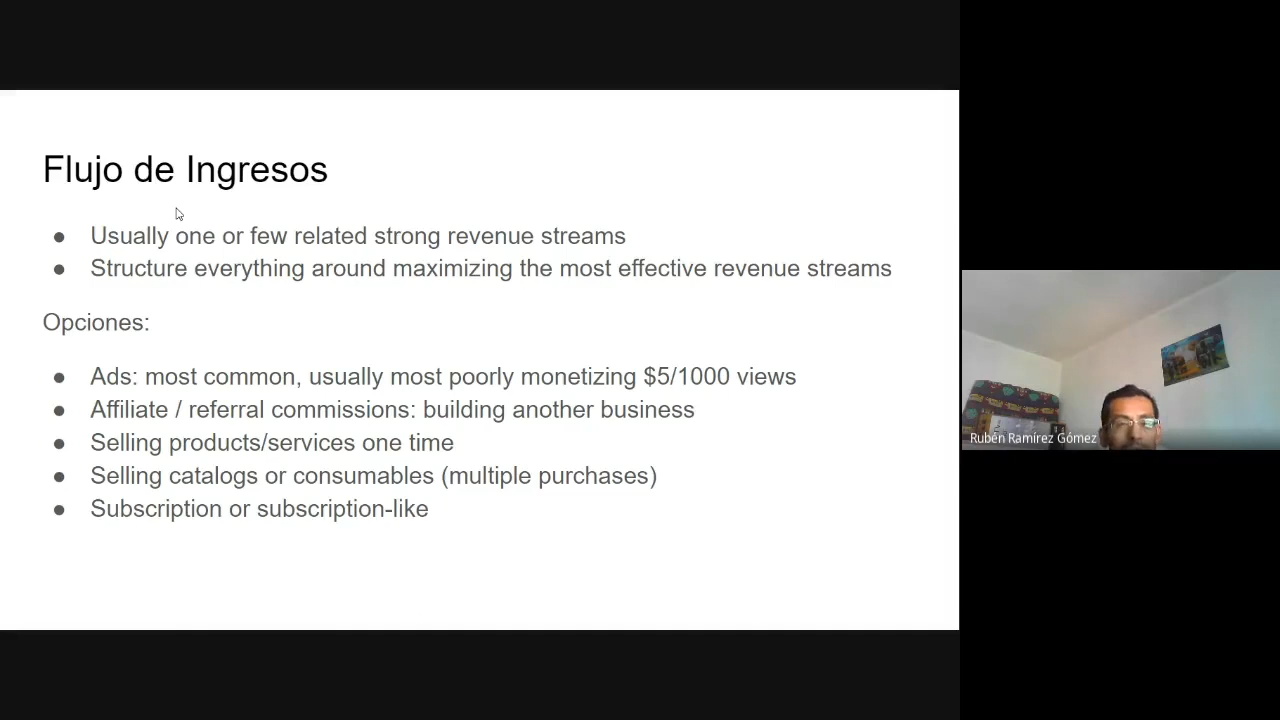 Flujo de Ingresos
● Usually one or few related strong revenue streams
● Structure everything around maximizing the most effective revenue streams
Opciones:
● Ads: most common, usually most poorly monetizing $5/1000 views
● Affiliate / referral commissions: building another business
● Selling products/services one time
● Selling catalogs or consumables (multiple purchases)
● Subscription or subscription-like
Rubén Ramírez Gómez